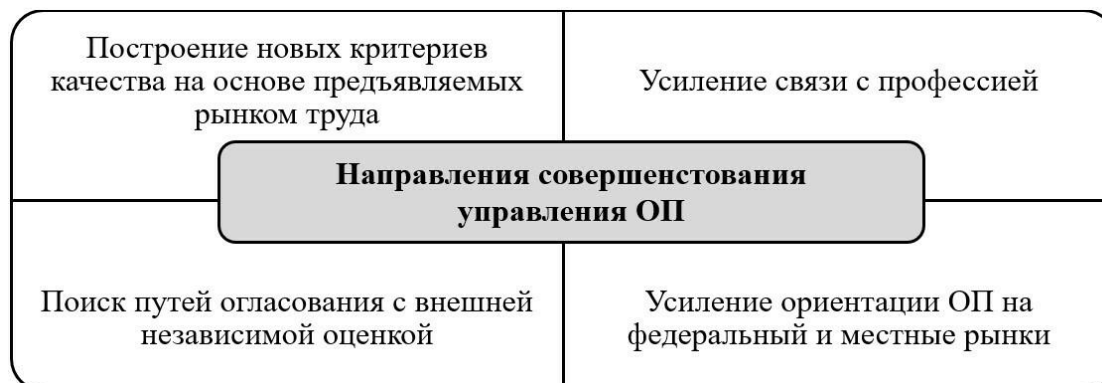 Построение новых критериев
качества на основе предъявляемых
рынком труда
Усиление связи с профессией
Направления совершенстования
управления ОП
Поиск путей огласования с внешней
независимой оценкой
Усиление ориентации ОП на
федеральный и местные рынки